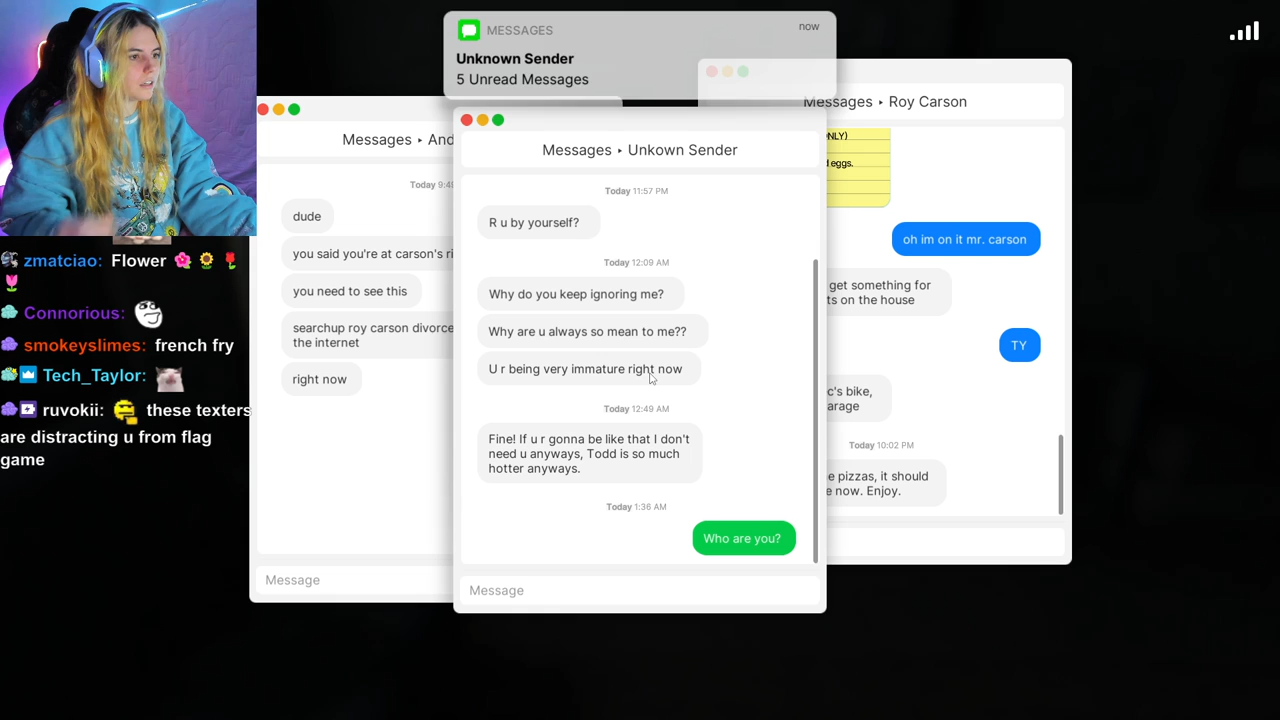 MESSAGES
now
Unknown Sender
5 Unread Messages
Messages ‣ And
Today 9:4
dude
you said you're at carson's ri
you need to see this
searchup roy carson divorce
the internet
right now
Message
Messages ‣ Unkown Sender
Today 11:57 PM
R u by yourself?
Today 12:09 AM
Why do you keep ignoring me?
Why are u always so mean to me??
U r being very immature right now
Today 12:49 AM
Fine! If u r gonna be like that I don't
need u anyways, Todd is so much
hotter anyways.
Today 1:36 AM
Who are you?
Message
Messages ‣ Roy Carson
NLY)
d eggs.
oh im on it mr. carson
get something for
ts on the house
TY
c's bike,
arage
Today 10:02 PM
e pizzas, it should
e now. Enjoy.
zmatciao: Flower 🌸 🌻 🌹
🌷
Connorious:
smokeyslimes: french fry
Tech_Taylor:
ruvokii: these texters
are distracting u from flag
game